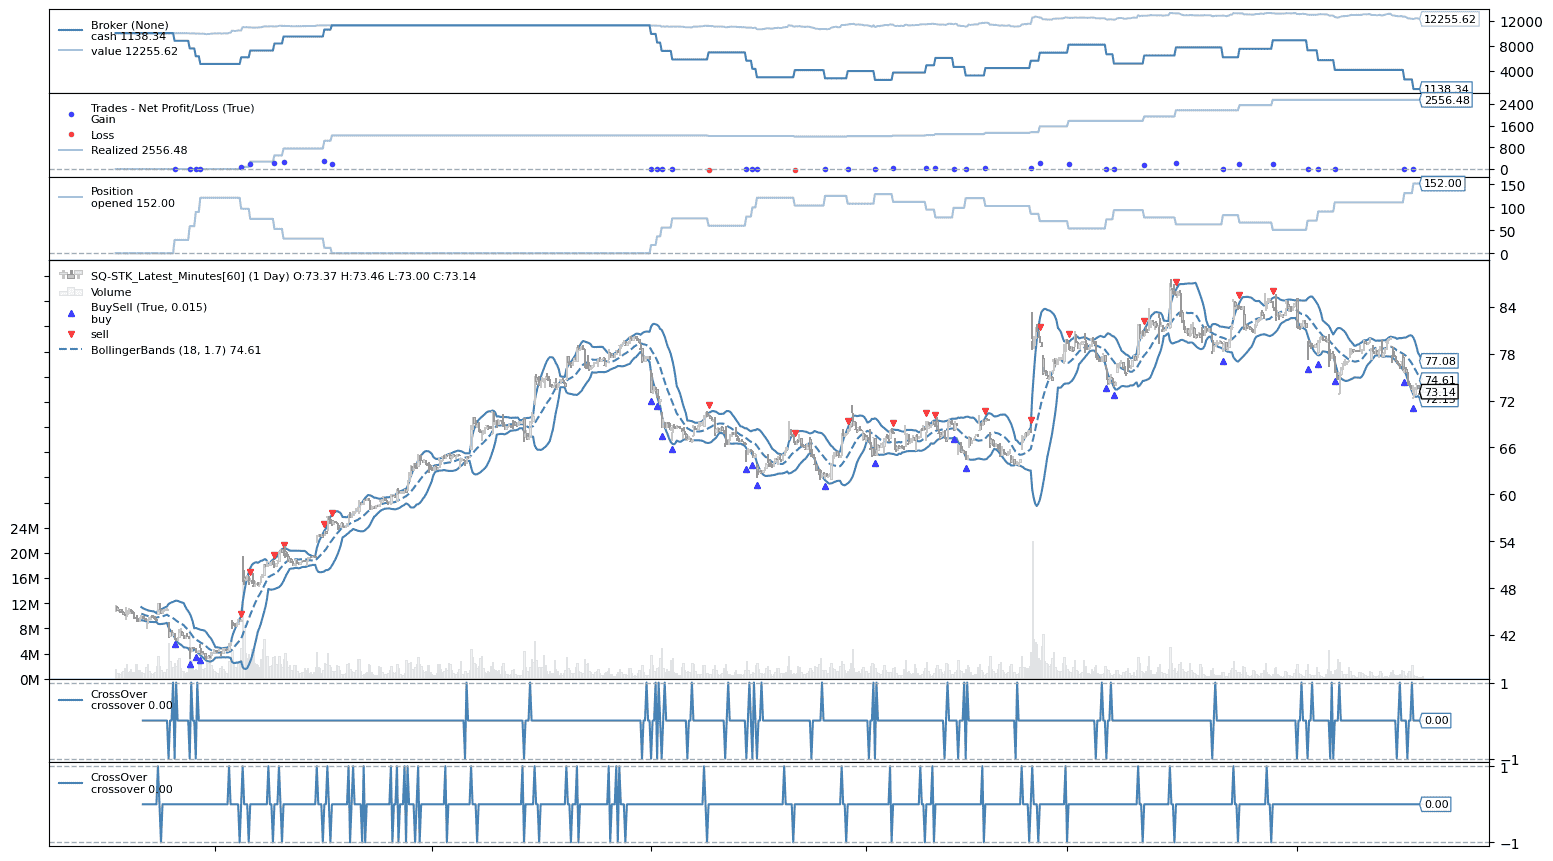 Broker (None)
cash 1138.34
value 12255.62
12255.62
12000
8000
4000
1138.34
Trades - Net Profit/Loss (True)
Gain
Loss
Realized 2556.48
2556.48
2400
1600
800
0
Position
opened 152.00
152.00
150
100
50
0
SQ-STK_Latest_Minutes[60] (1 Day) O:73.37 H:73.46 L:73.00 C:73.14
Volume
BuySell (True, 0.015)
buy
sell
BollingerBands (18, 1.7) 74.61
84
78
77.08
74.61
73.14
72
66
60
54
48
42
24M
20M
16M
12M
8M
4M
0M
CrossOver
crossover 0.00
1
0.00
−1
CrossOver
crossover 0.00
1
0.00
−1